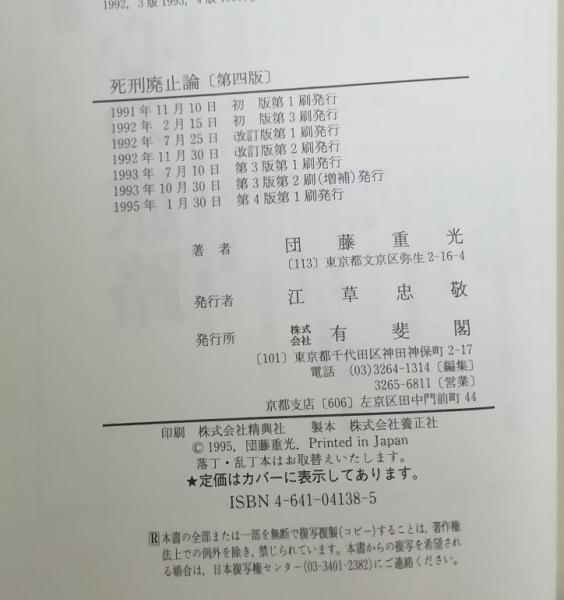 1992, 3版1993, 4版
死刑廃止論〔第四版〕
1991年11月10日 初 版第1刷発行
1992年 2月15日 初 版第3刷発行
1992年 7月25日 改訂版第1刷発行
1992年11月30日 改訂版第2刷発行
1993年 7月10日 第3版第1刷発行
1993年10月30日 第3版第2刷(増補)発行
1995年 1月30日 第4版第1刷発行
著者 団藤重光
〔113〕東京都文京区弥生2-16-4
発行者 江草忠敬
発行所 株式会社 有斐閣
〔101〕東京都千代田区神田神保町2-17
電話 (03)3264-1314〔編集〕
3265-6811〔営業〕
京都支店〔606〕左京区田中門前町44
印刷 株式会社精興社 製本 株式会社養正社
© 1995, 団藤重光. Printed in Japan
落丁・乱丁本はお取替えいたします。
★定価はカバーに表示してあります。
ISBN 4-641-04138-5
R 本書の全部または一部を無断で複写複製(コピー)することは, 著作権
法上での例外を除き, 禁じられています。本書からの複写を希望され
る場合は, 日本複写権センター(03-3401-2382)にご連絡ください。